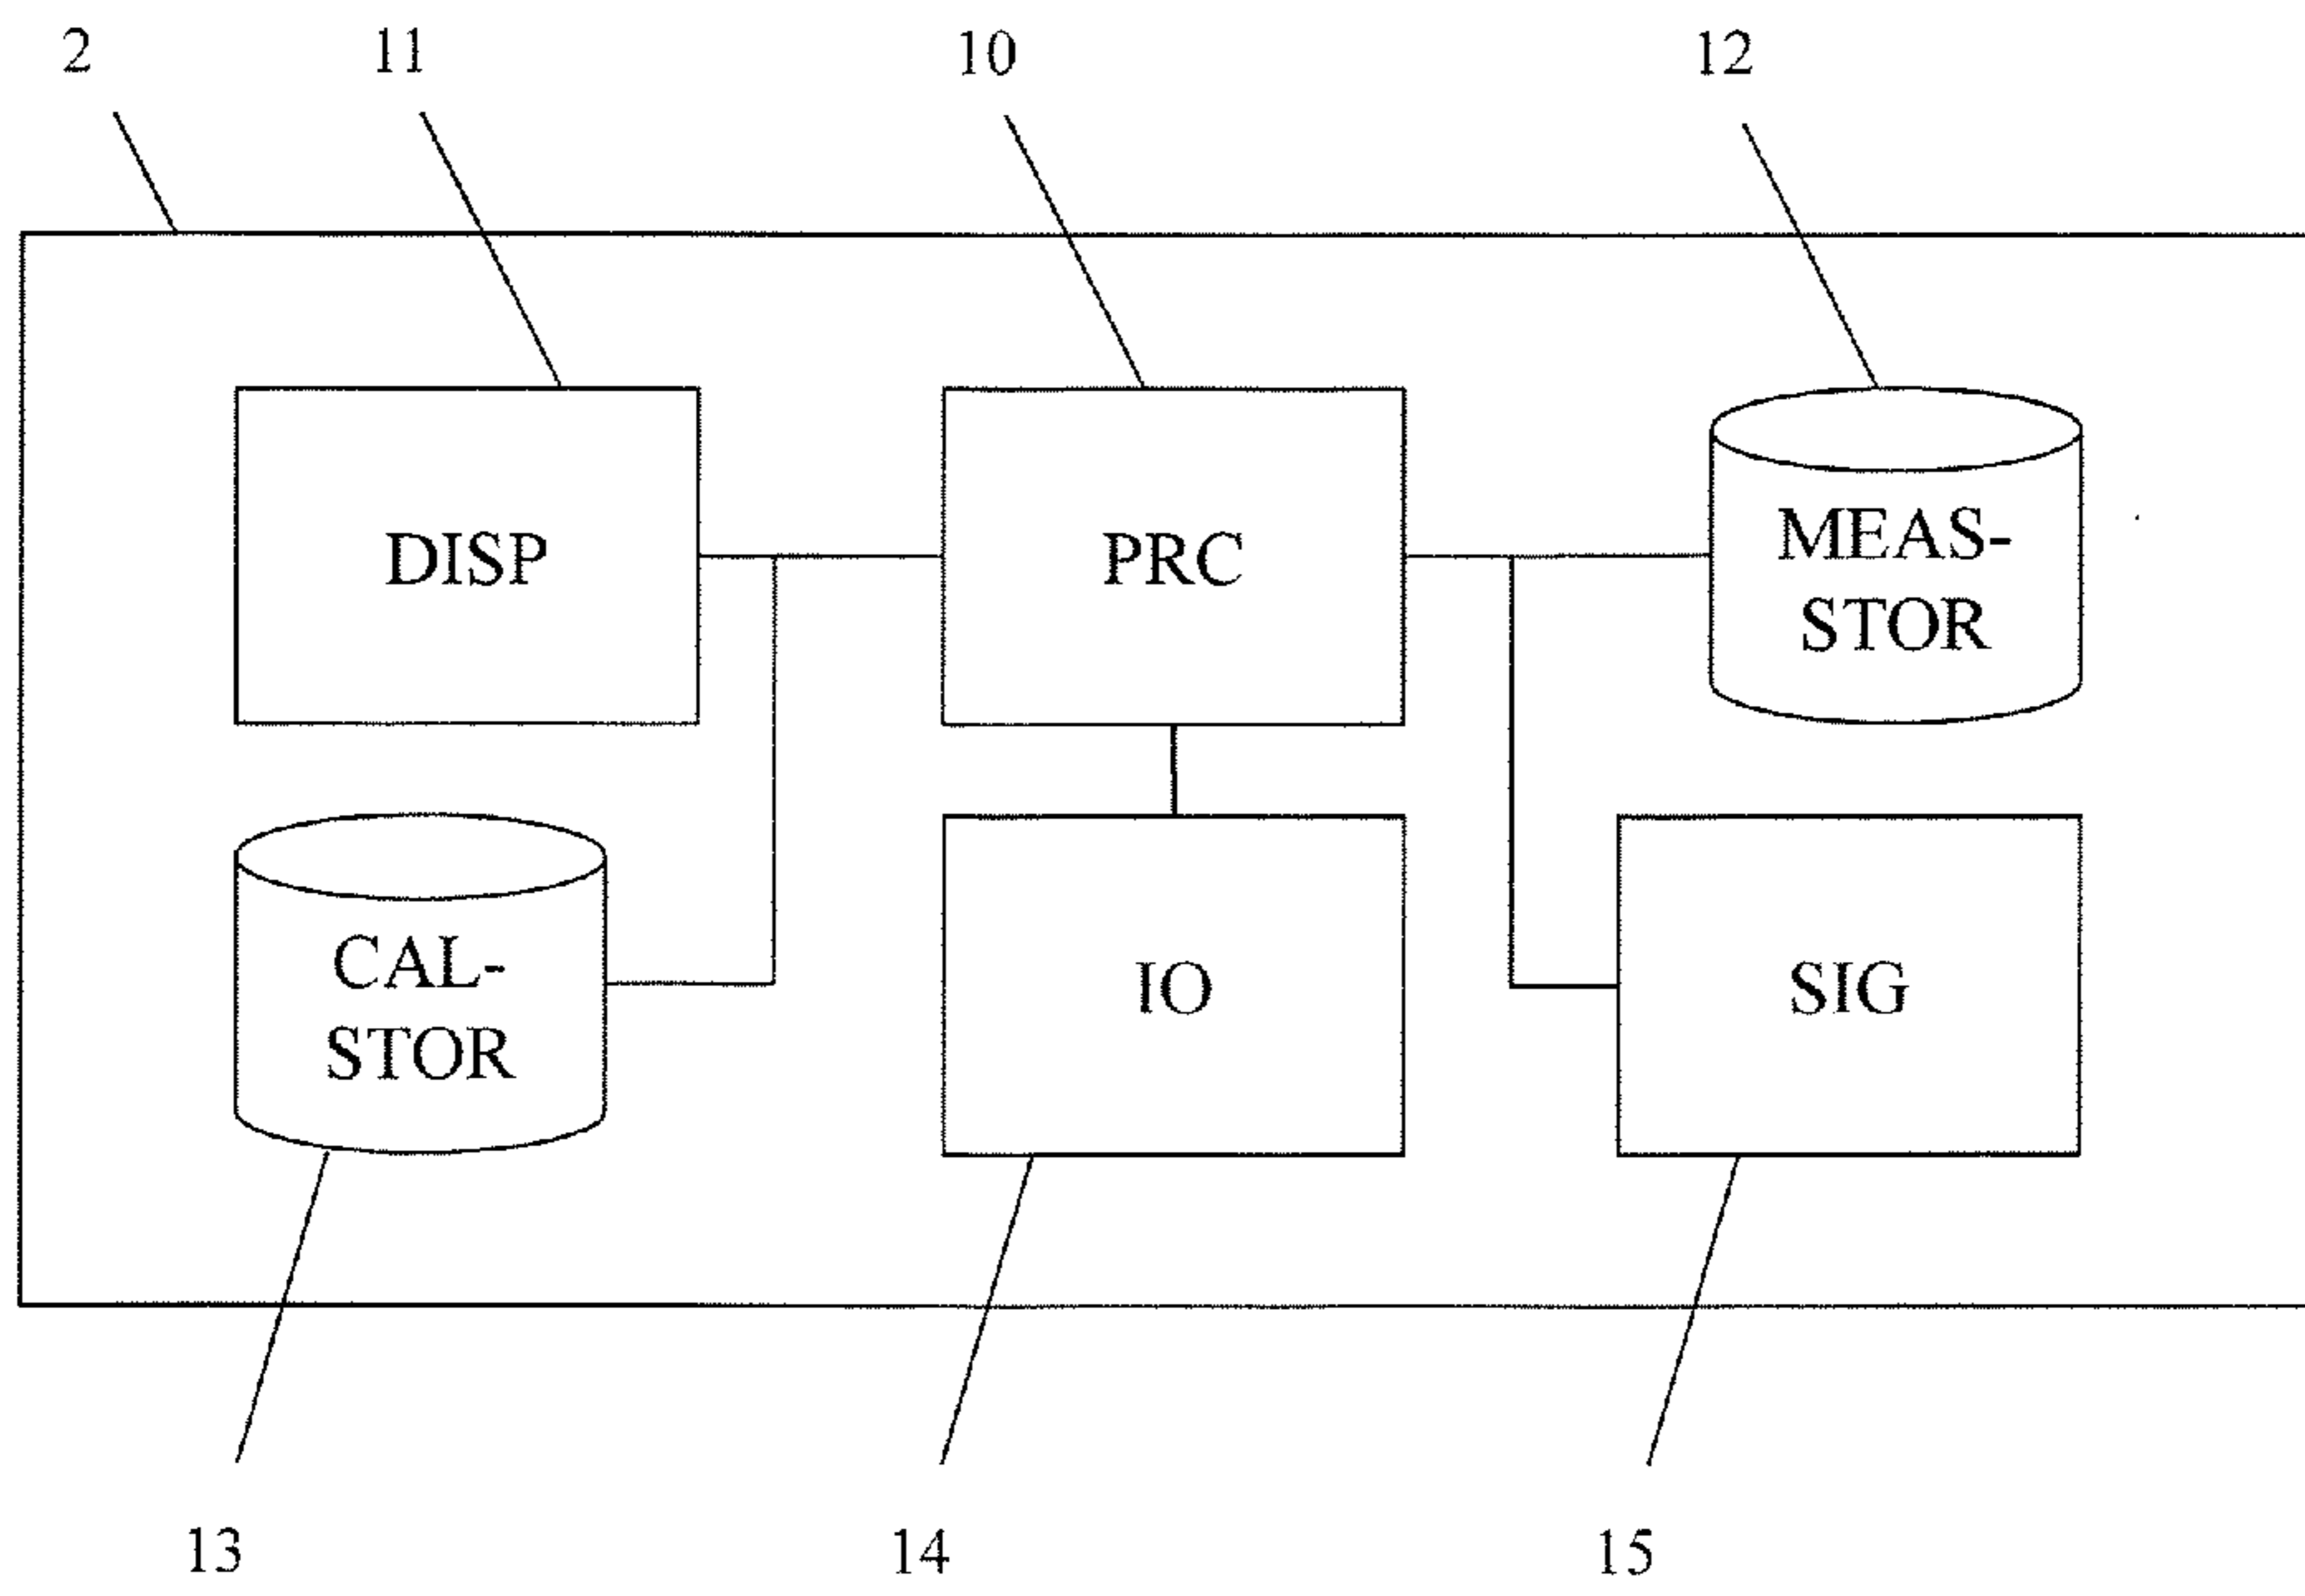 2 11 10 12
DISP
PRC
MEAS-
STOR
CAL-
STOR
IO
SIG
13 14 15